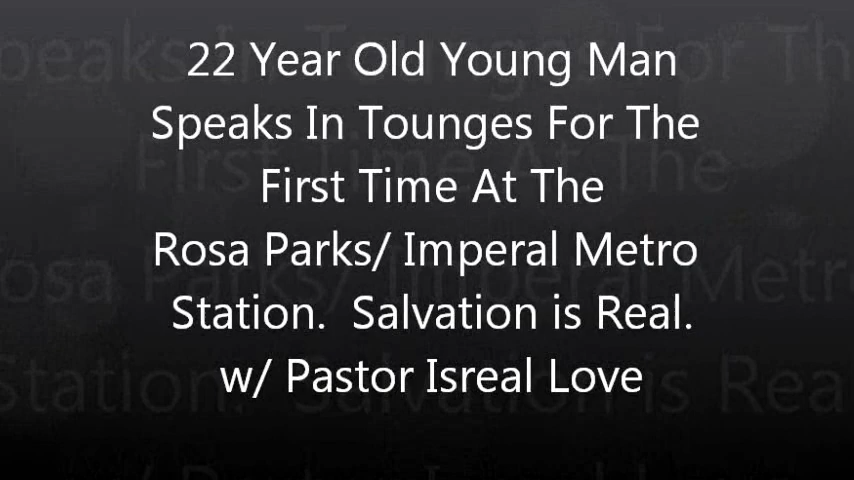 22 Year Old Young Man
Speaks In Tounges For The
First Time At The
Rosa Parks/ Imperal Metro
Station.  Salvation is Real.
w/ Pastor Isreal Love